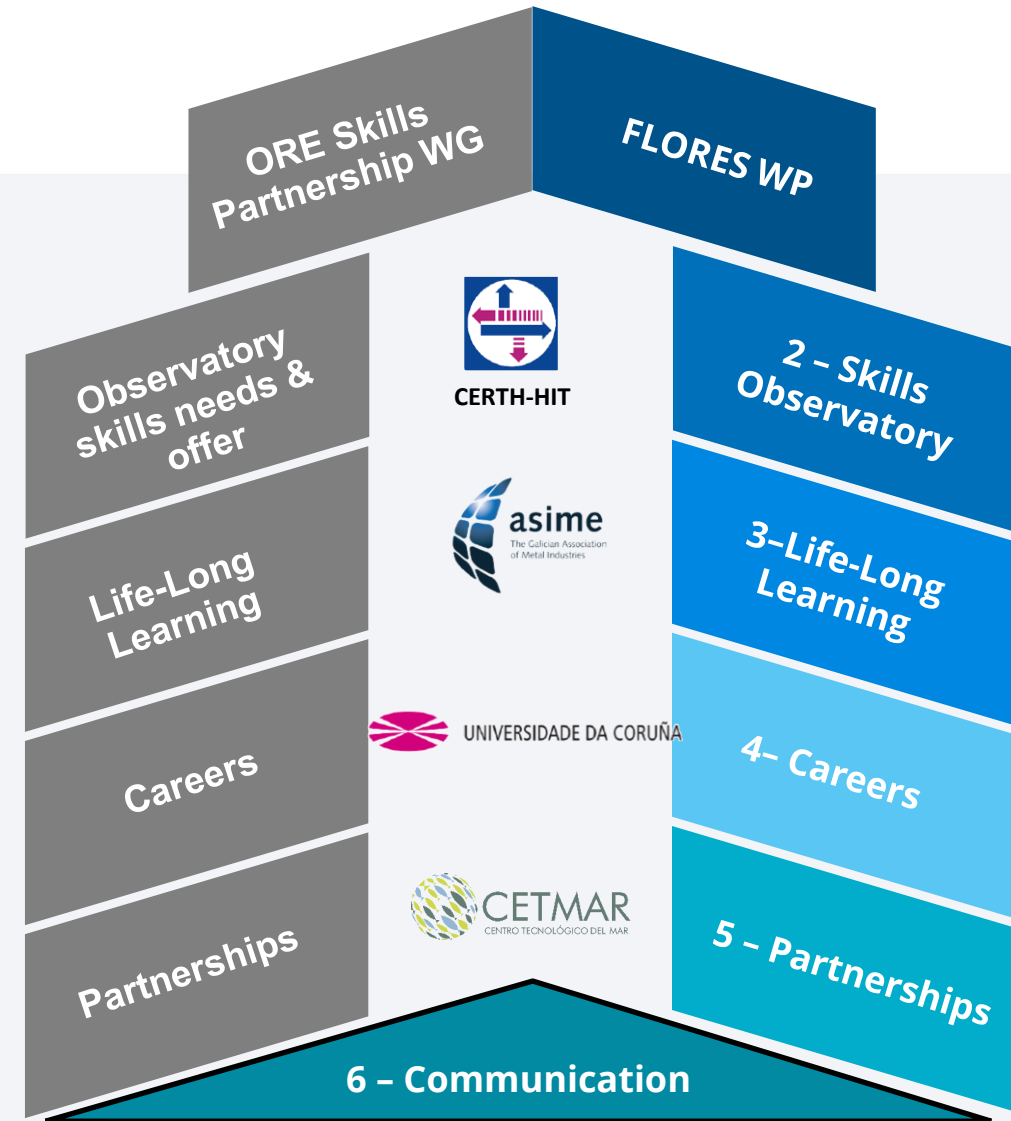 ORE Skills
Partnership WG
FLORES WP
Observatory
skills needs &
offer
CERTH-HIT
2 – Skills
Observatory
Life-Long
Learning
asime
The Galician Association
of Metal Industries
3–Life-Long
Learning
Careers
UNIVERSIDADE DA CORUÑA
4– Careers
Partnerships
CETMAR
CENTRO TECNOLÓGICO DEL MAR
5 – Partnerships
6 – Communication